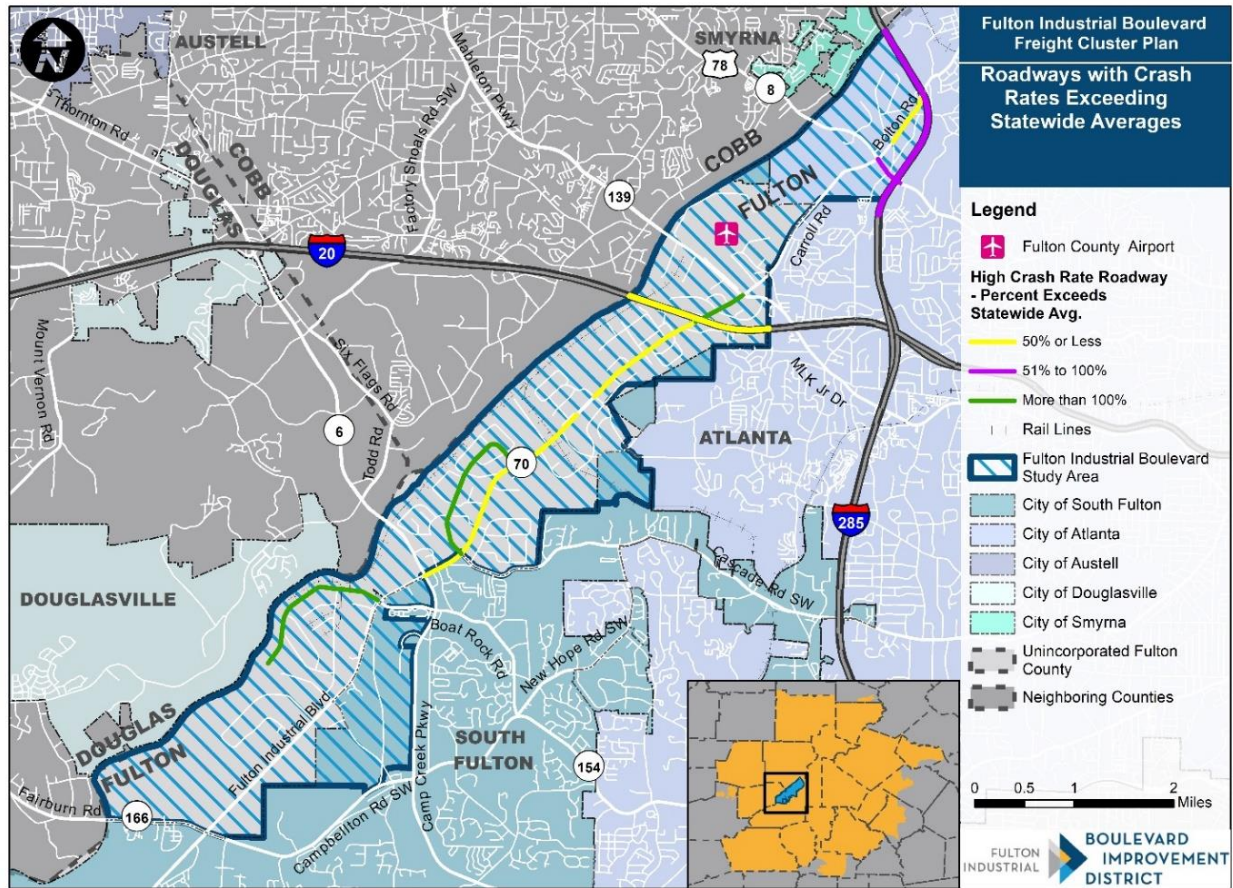 Fulton Industrial Boulevard
Freight Cluster Plan
Roadways with Crash
Rates Exceeding
Statewide Averages
Legend
Fulton County Airport
High Crash Rate Roadway
- Percent Exceeds
Statewide Avg.
50% or Less
51% to 100%
More than 100%
Rail Lines
Fulton Industrial Boulevard
Study Area
City of South Fulton
City of Atlanta
City of Austell
City of Douglasville
City of Smyrna
Unincorporated Fulton
County
Neighboring Counties
0 0.5 1 2
Miles
FULTON
INDUSTRIAL
BOULEVARD
IMPROVEMENT
DISTRICT
N
AUSTELL
SMYRNA
78
8
Thornton Rd
COBB
DOUGLAS
Factory Shoals Rd SW
Mableton Pkwy
139
COBB
FULTON
Bolton Rd
Carroll Rd
20
Mount Vernon Rd
Six Flags Rd
6
Todd Rd
70
MLK Jr Dr
ATLANTA
285
Cascade Rd SW
DOUGLASVILLE
Boat Rock Rd
New Hope Rd SW
DOUGLAS
FULTON
Fulton Industrial Blvd
SOUTH
FULTON
Camp Creek Pkwy
154
Fairburn Rd
166
Campbellton Rd SW